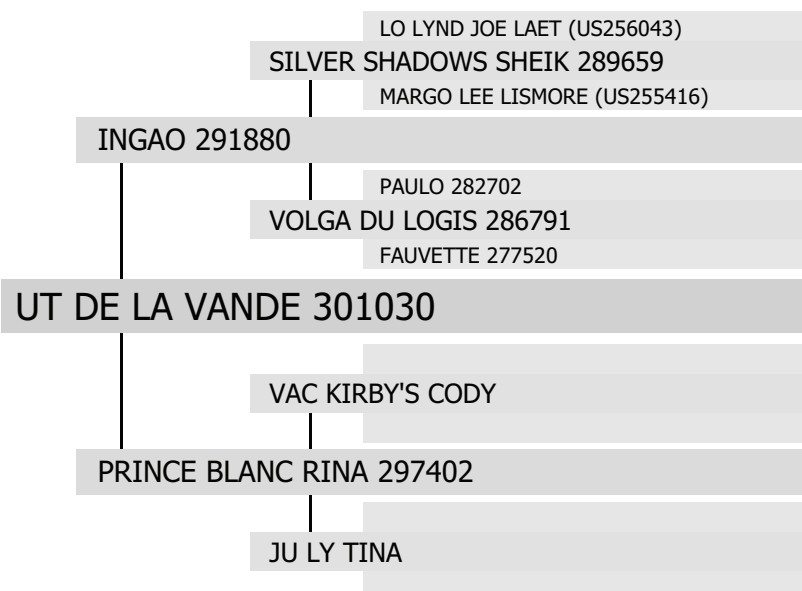 LO LYND JOE LAET (US256043)
SILVER SHADOWS SHEIK 289659
MARGO LEE LISMORE (US255416)
INGAO 291880
PAULO 282702
VOLGA DU LOGIS 286791
FAUVETTE 277520
UT DE LA VANDE 301030
VAC KIRBY'S CODY
PRINCE BLANC RINA 297402
JU LY TINA